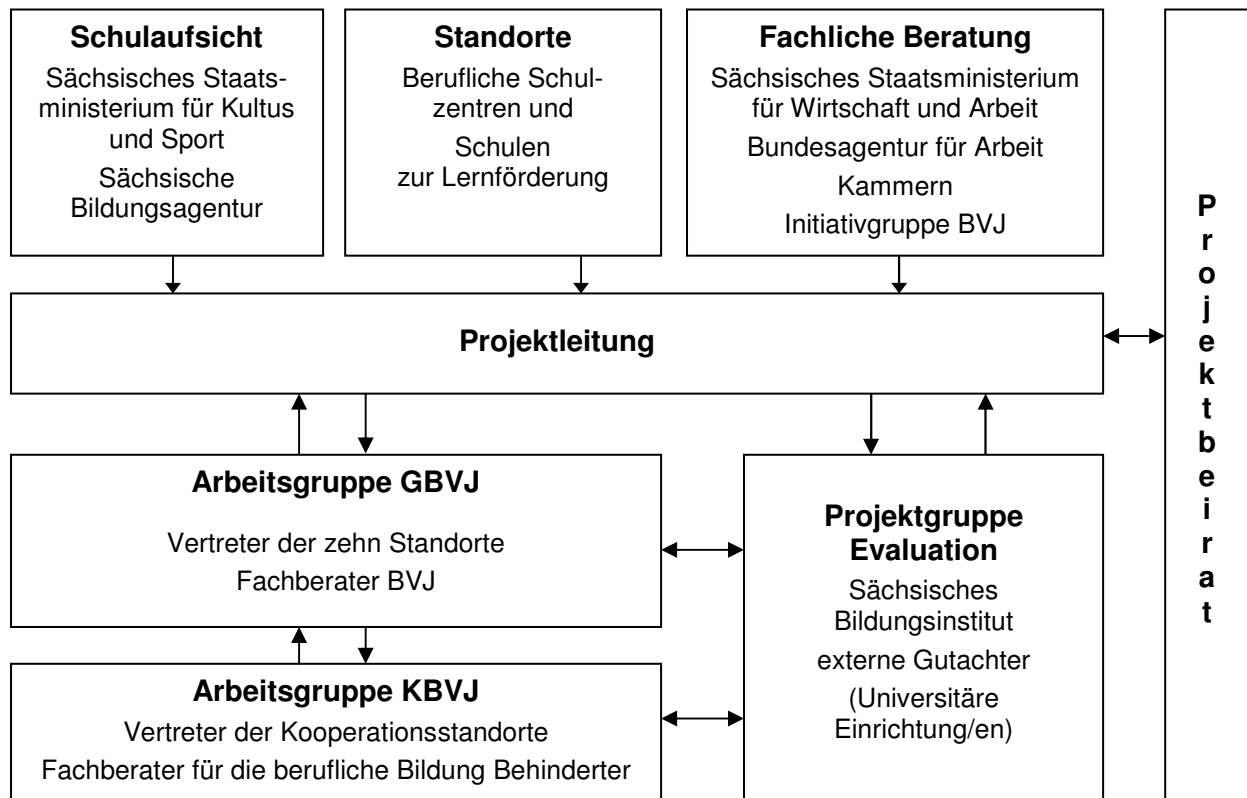 Schulaufsicht
Sächsisches Staats-
ministerium für Kultus
und Sport
Sächsische
Bildungsagentur
Standorte
Berufliche Schul-
zentren und
Schulen
zur Lernförderung
Fachliche Beratung
Sächsisches Staatsministerium
für Wirtschaft und Arbeit
Bundesagentur für Arbeit
Kammern
Initiativgruppe BVJ
Projektleitung
Arbeitsgruppe GBVJ
Vertreter der zehn Standorte
Fachberater BVJ
Arbeitsgruppe KBVJ
Vertreter der Kooperationsstandorte
Fachberater für die berufliche Bildung Behinderter
Projektgruppe
Evaluation
Sächsisches
Bildungsinstitut
externe Gutachter
(Universitäre
Einrichtung/en)
Projektbeirat